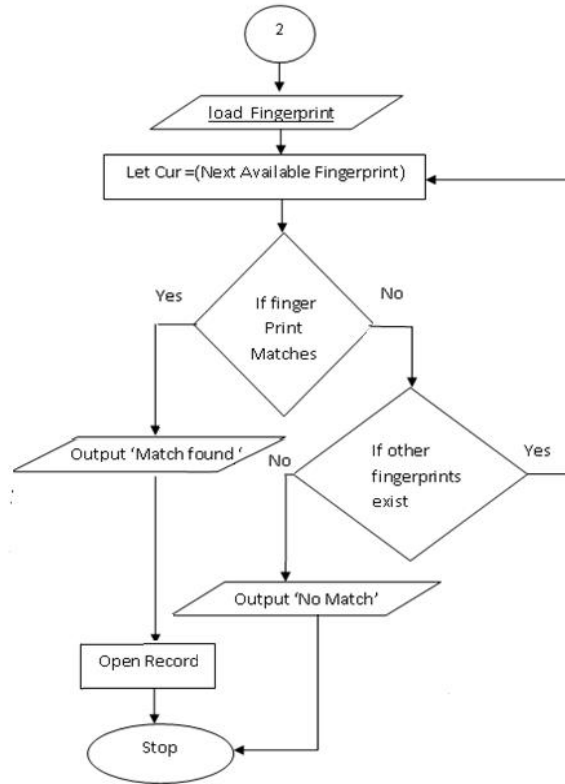 2
load Fingerprint
Let Cur =(Next Available Fingerprint)
Yes
If finger
Print
Matches
No
Output ‘Match found ‘
No
If other
fingerprints
exist
Yes
Output ‘No Match’
Open Record
Stop